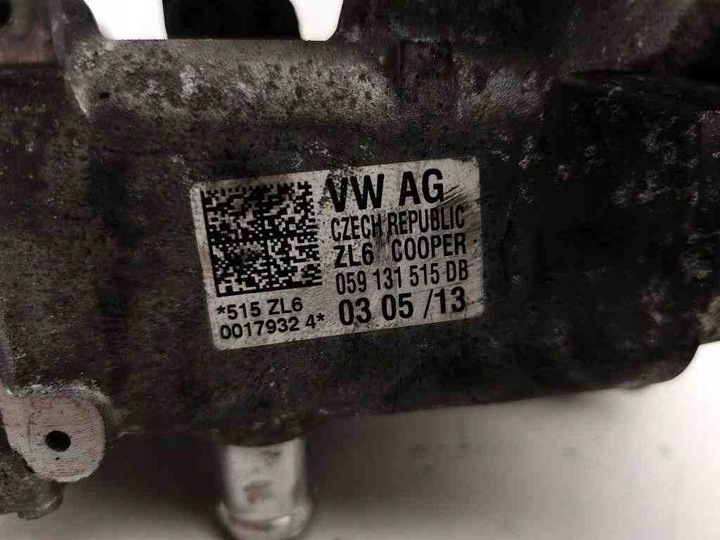 VW AG
CZECH REPUBLIC
ZL6 COOPER
059 131 515 DB
*515 ZL6
0017932 4*
03 05 /13